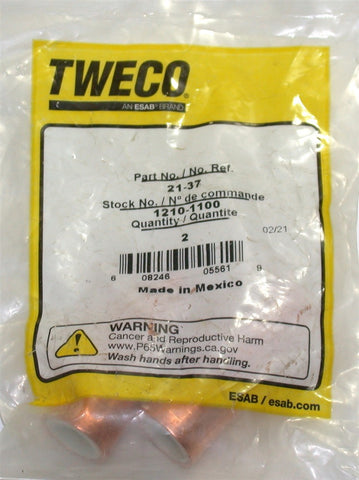 TWECO®
AN ESAB® BRAND
Part No. / No. Ref.
21-37
Stock No. / N° de commande
1210-1100
Quantity / Quantite
2
02/21
6 08246 05561 9
Made in Mexico
WARNING
Cancer and Reproductive Harm
www.P65Warnings.ca.gov
Wash hands after handling.
ESAB / esab.com